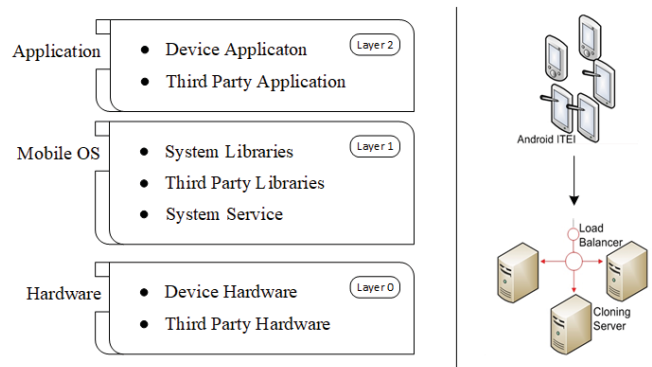 Application
Device Applicaton
Layer 2
Third Party Application
Mobile OS
System Libraries
Layer 1
Third Party Libraries
System Service
Hardware
Device Hardware
Layer 0
Third Party Hardware
Android ITEI
Load
Balancer
Cloning
Server